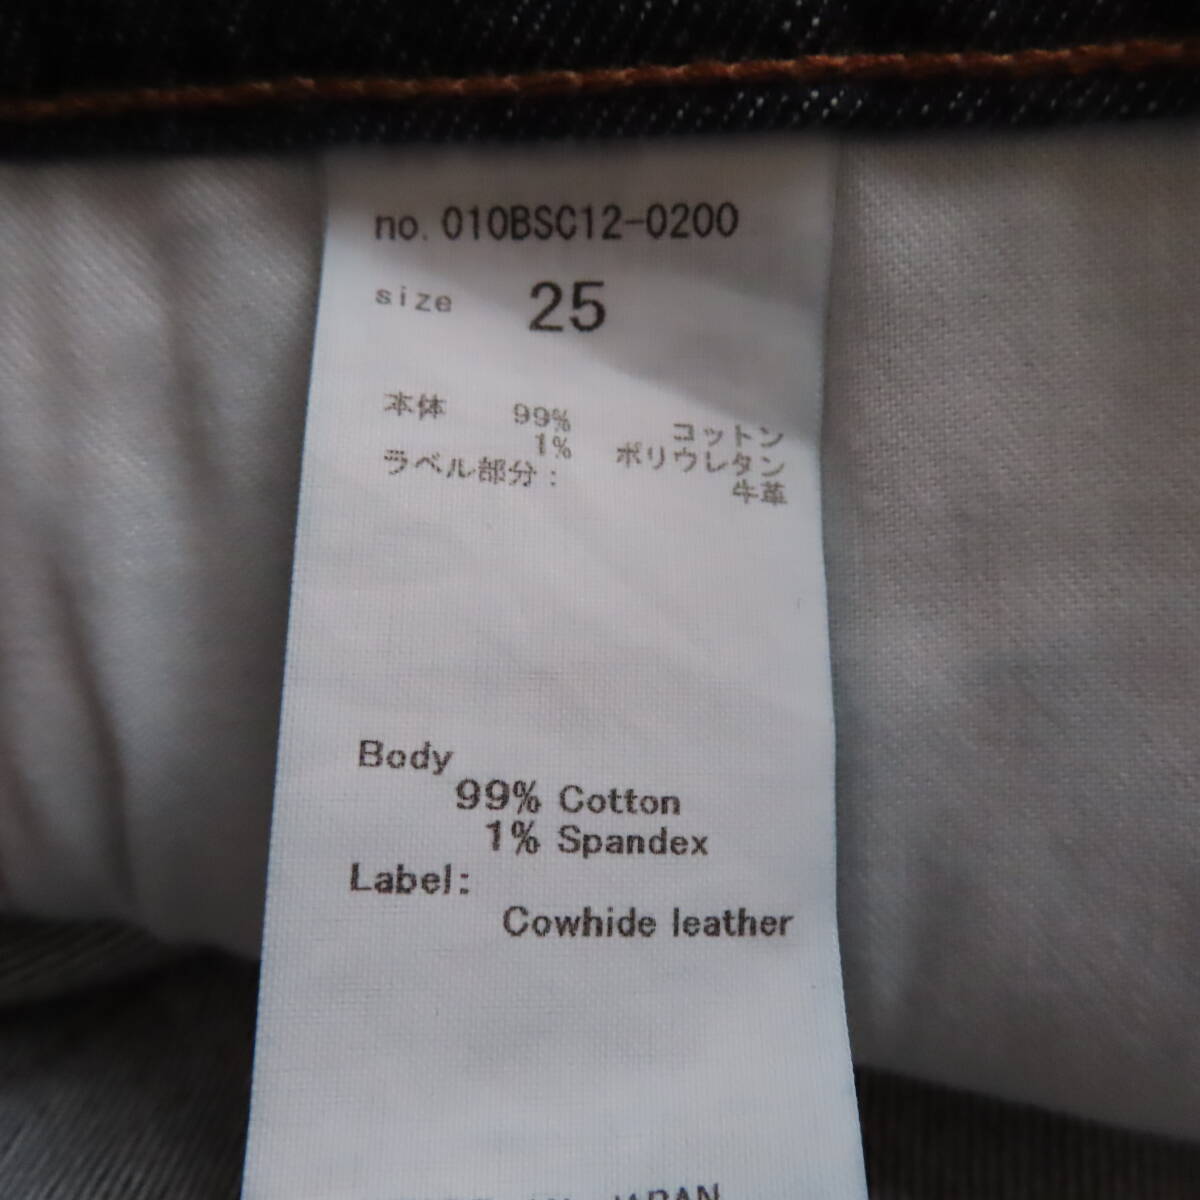 no. 010BSC12-0200
size 25
本体 99% コットン
1% ポリウレタン
ラベル部分: 牛革
Body
99% Cotton
1% Spandex
Label:
Cowhide leather
JAPAN